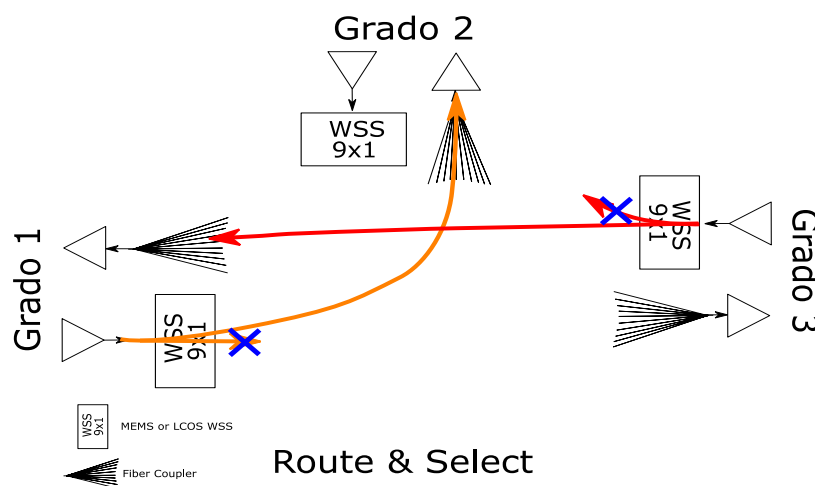 Grado 2
WSS
9x1
WSS
9x1
Grado 1
Grado 3
WSS
9x1
WSS
9x1
MEMS or LCOS WSS
Fiber Coupler
Route & Select